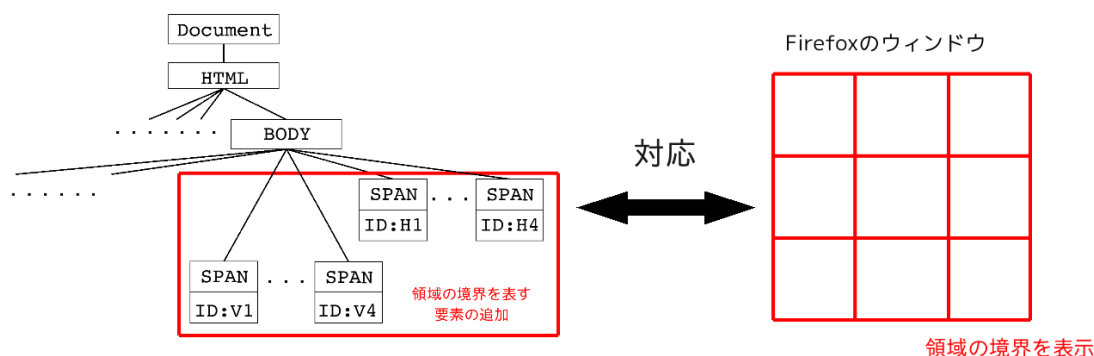 Document
HTML
. . . . . . .
BODY
. . . . . .
SPAN
ID:H1
. . .
SPAN
ID:H4
SPAN
ID:V1
. . .
SPAN
ID:V4
領域の境界を表す
要素の追加
対応
Firefoxのウィンドウ
領域の境界を表示